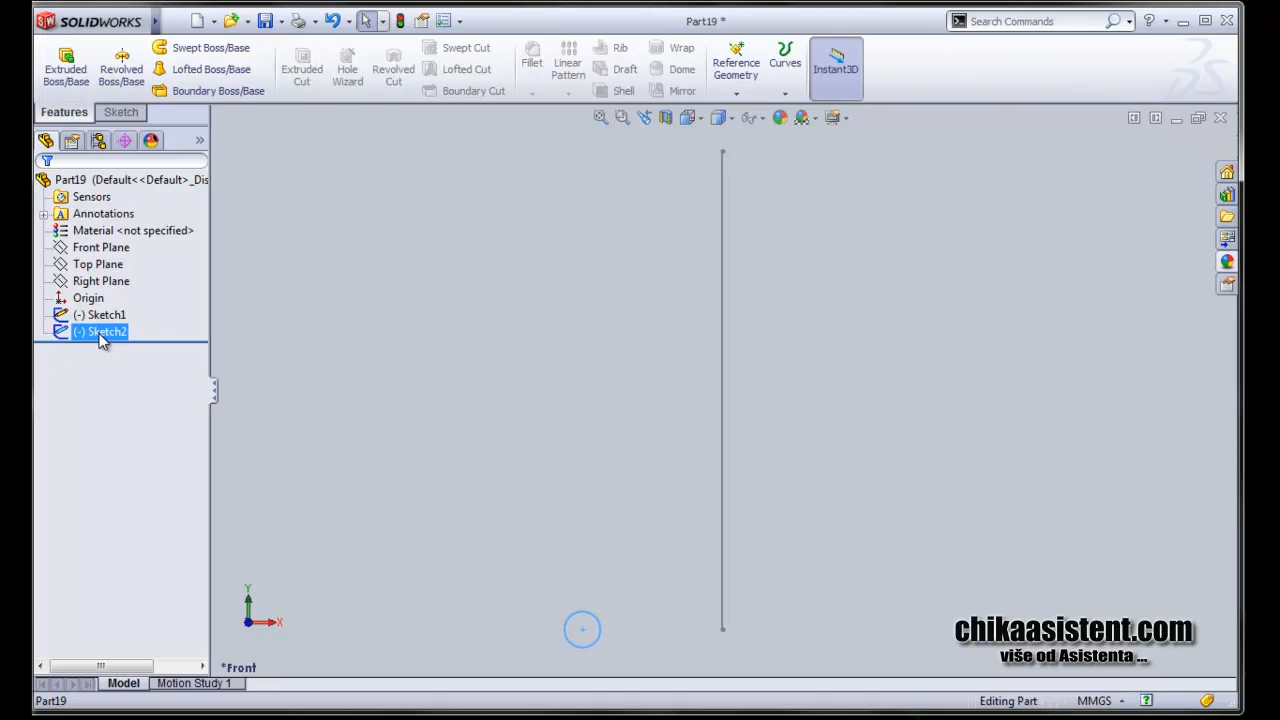 SOLIDWORKS
Part19 *
Search Commands
Extruded Boss/Base
Revolved Boss/Base
Swept Boss/Base
Lofted Boss/Base
Boundary Boss/Base
Extruded Cut
Hole Wizard
Revolved Cut
Swept Cut
Lofted Cut
Boundary Cut
Fillet
Linear Pattern
Rib
Draft
Shell
Wrap
Dome
Mirror
Reference Geometry
Curves
Instant3D
Features
Sketch
Part19 (Default<<Default>_Dis
Sensors
Annotations
Material <not specified>
Front Plane
Top Plane
Right Plane
Origin
(-) Sketch1
(-) Sketch2
Y
X
*Front
chikaasistent.com
više od Asistenta ...
Model
Motion Study 1
Part19
Editing Part
MMGS